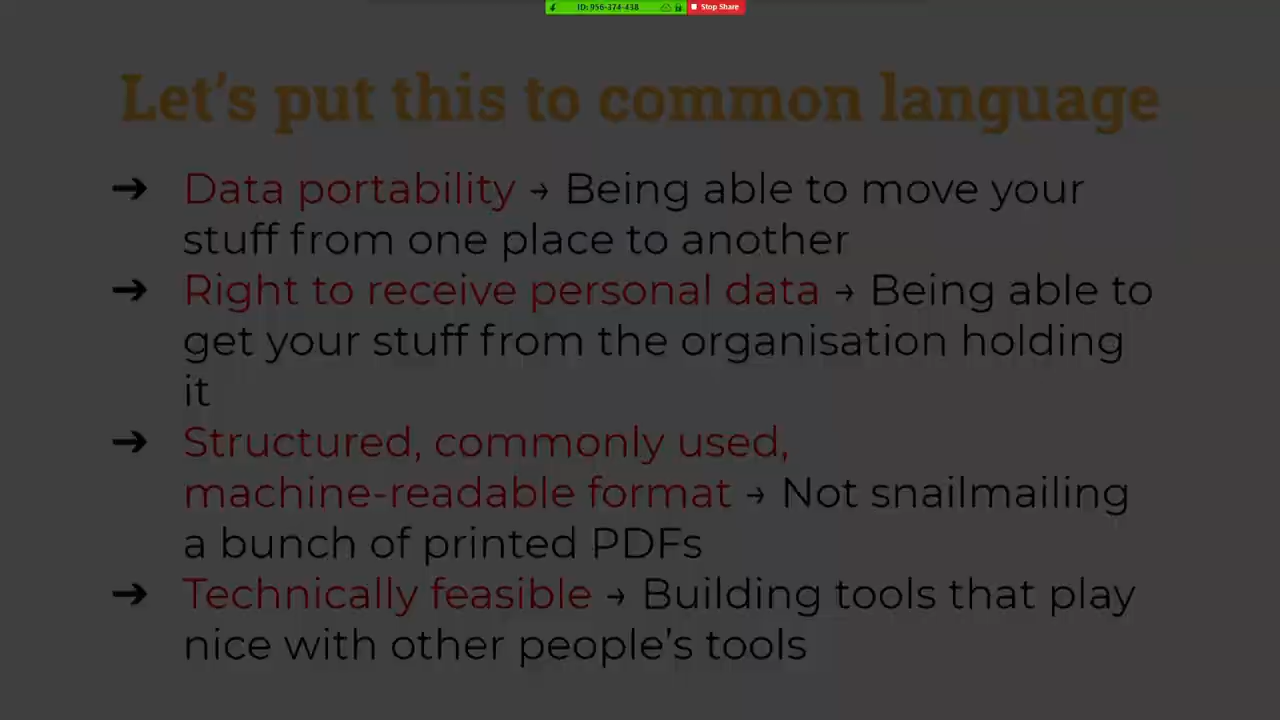 ID: 956-374-438 Stop Share
Let's put this to common language
➔ Data portability → Being able to move your
stuff from one place to another
➔ Right to receive personal data → Being able to
get your stuff from the organisation holding
it
➔ Structured, commonly used,
machine-readable format → Not snailmailing
a bunch of printed PDFs
➔ Technically feasible → Building tools that play
nice with other people's tools